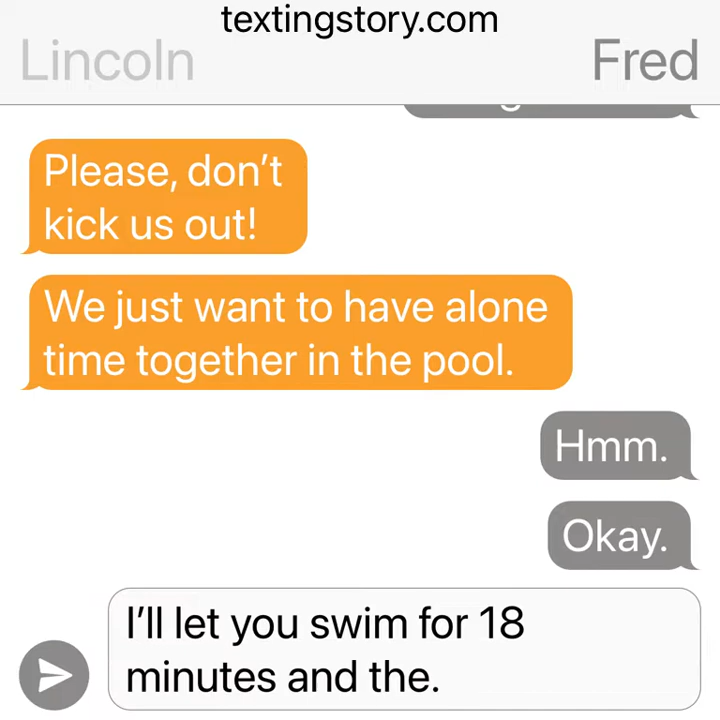 textingstory.com
Lincoln
Fred
Please, don’t
kick us out!
We just want to have alone
time together in the pool.
Hmm.
Okay.
I’ll let you swim for 18
minutes and the.